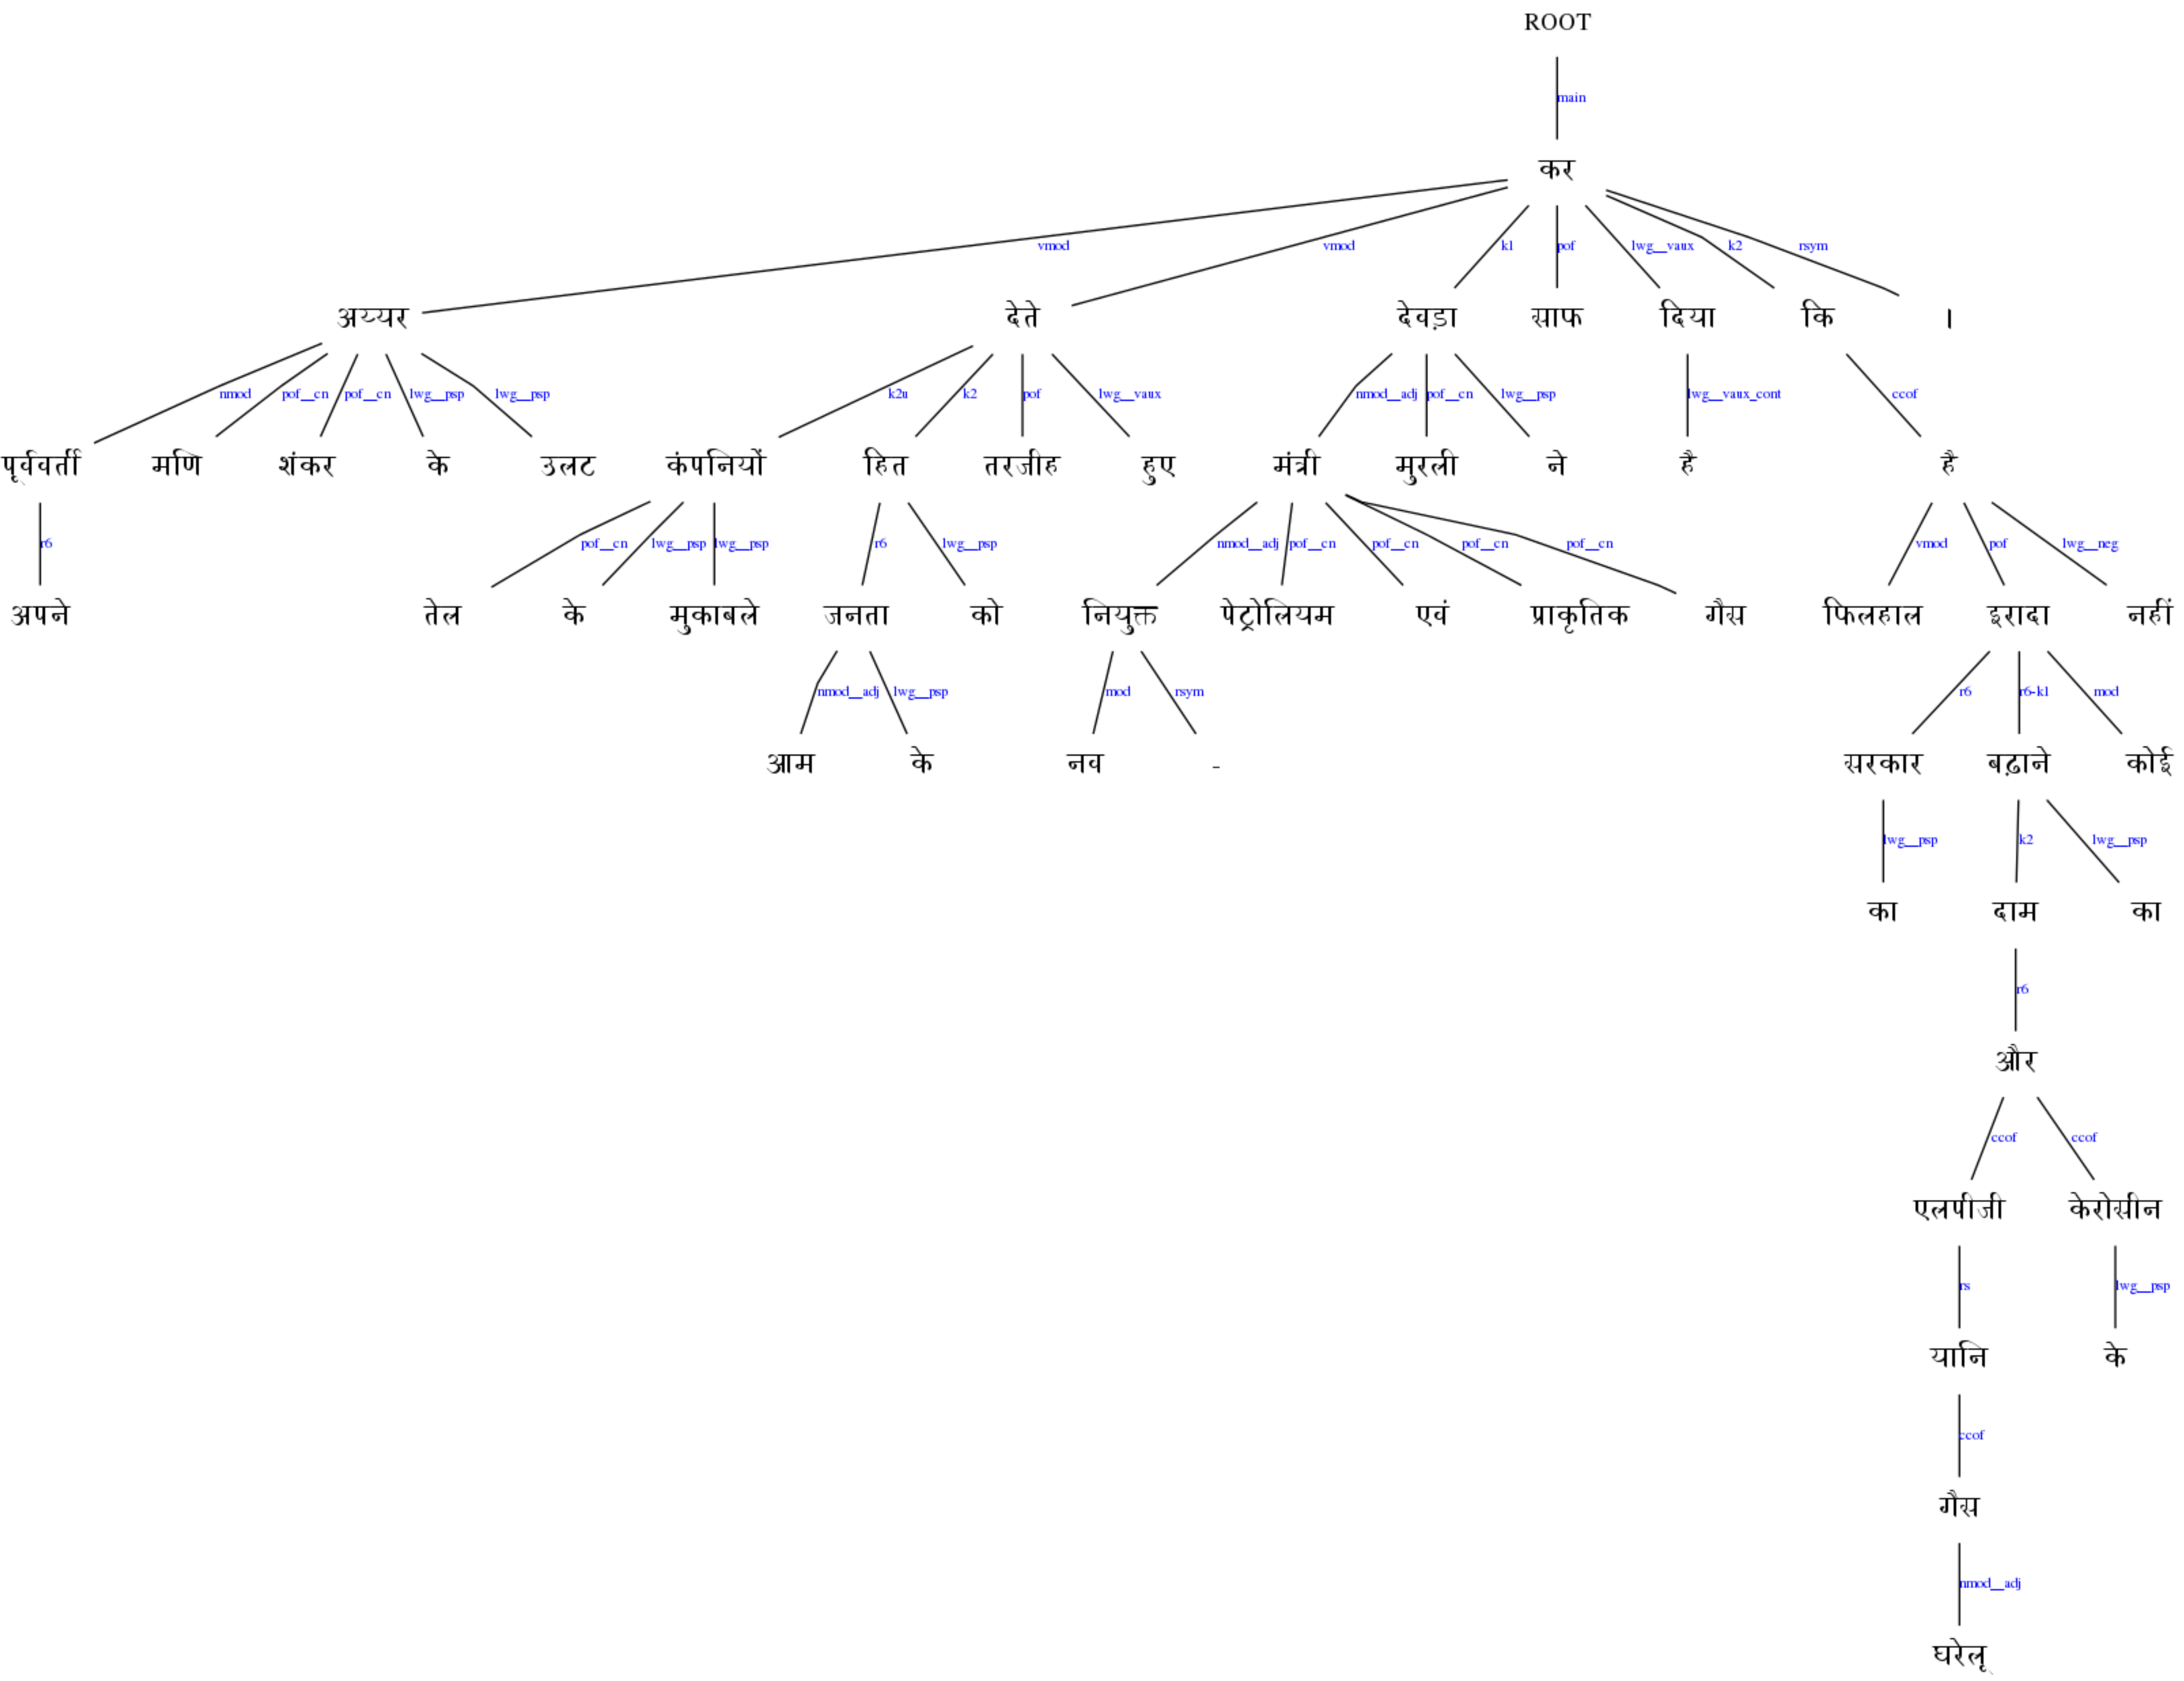 ROOT
main
कर
vmod vmod k1 pof lwg__vaux k2 rsym
अय्यर देते देवड़ा साफ दिया कि ।
nmod pof__cn pof__cn lwg__psp lwg__psp k2u k2 pof lwg__vaux nmod__adj pof__cn lwg__psp lwg__vaux_cont ccof
पूर्ववर्ती मणि शंकर के उलट कंपनियों हित तरजीह हुए मंत्री मुरली ने है है
r6 pof__cn lwg__psp lwg__psp r6 lwg__psp nmod__adj pof__cn pof__cn pof__cn pof__cn vmod pof lwg__neg
अपने तेल के मुकाबले जनता को नियुक्त पेट्रोलियम एवं प्राकृतिक गैस फिलहाल इरादा नहीं
nmod__adj lwg__psp mod rsym r6 r6-k1 mod
आम के नव - सरकार बढ़ाने कोई
lwg__psp k2 lwg__psp
का दाम का
r6
और
ccof ccof
एलपीजी केरोसीन
rs lwg__psp
यानि के
ccof
गैस
nmod__adj
घरेलू